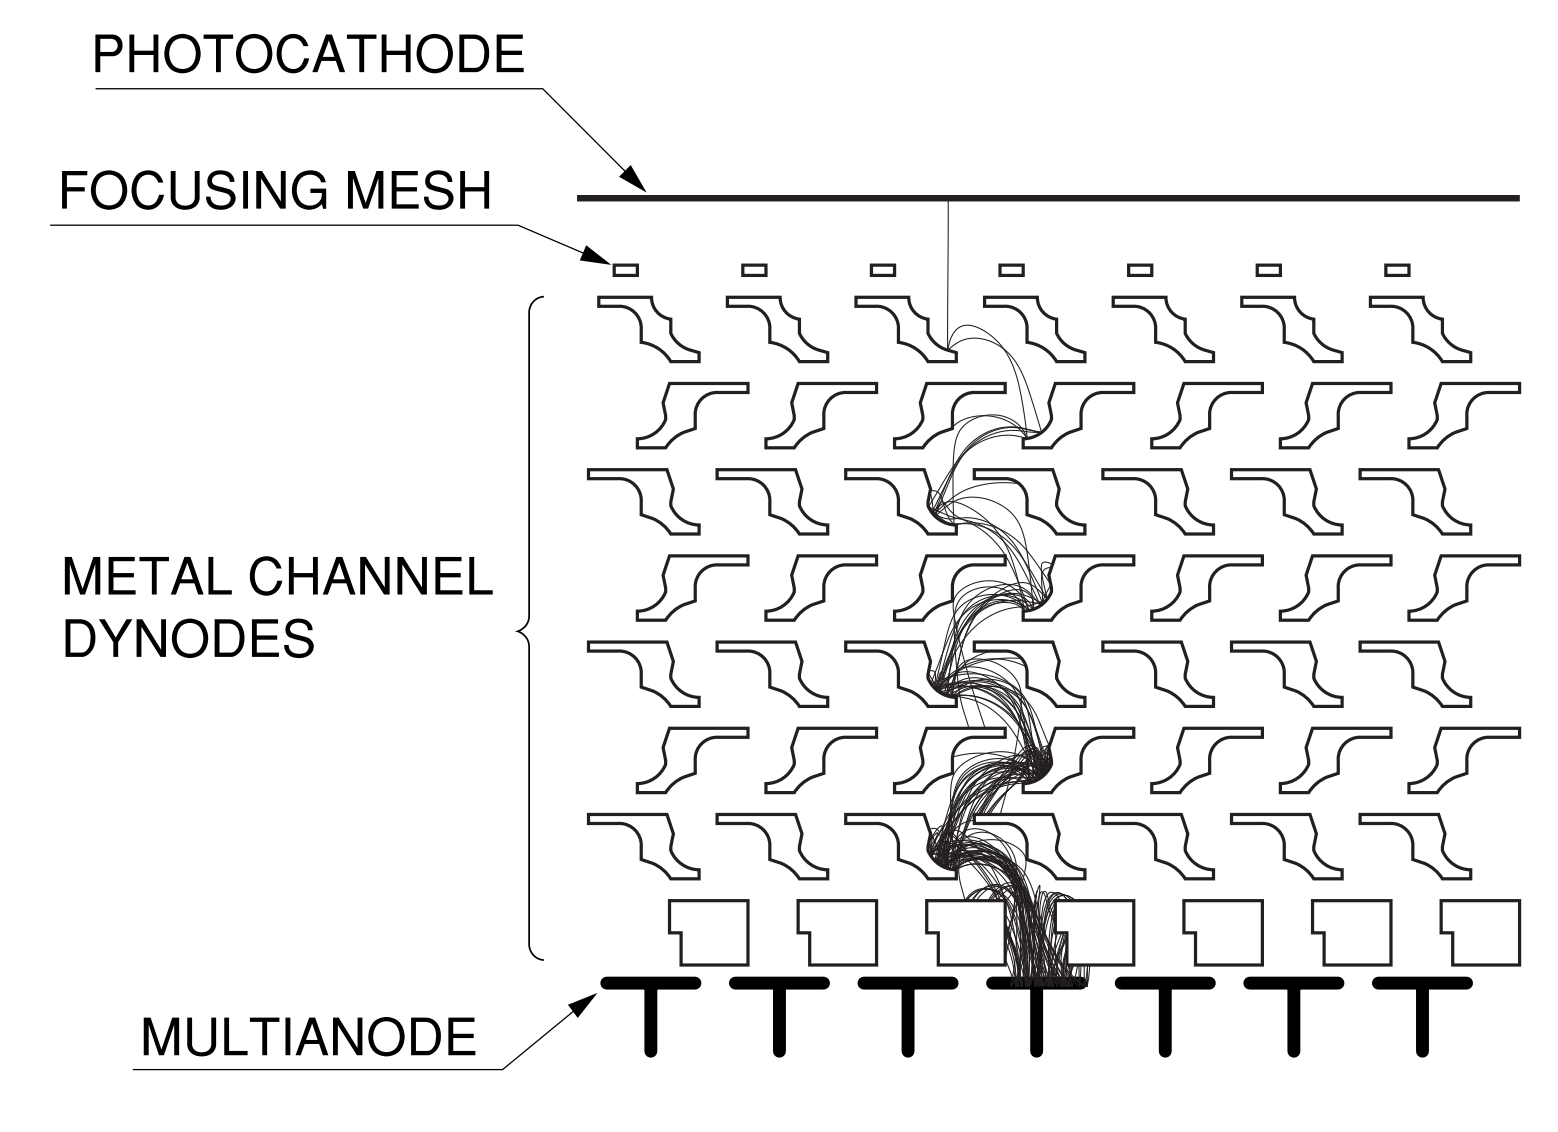 PHOTOCATHODE
FOCUSING MESH
METAL CHANNEL
DYNODES
MULTIANODE